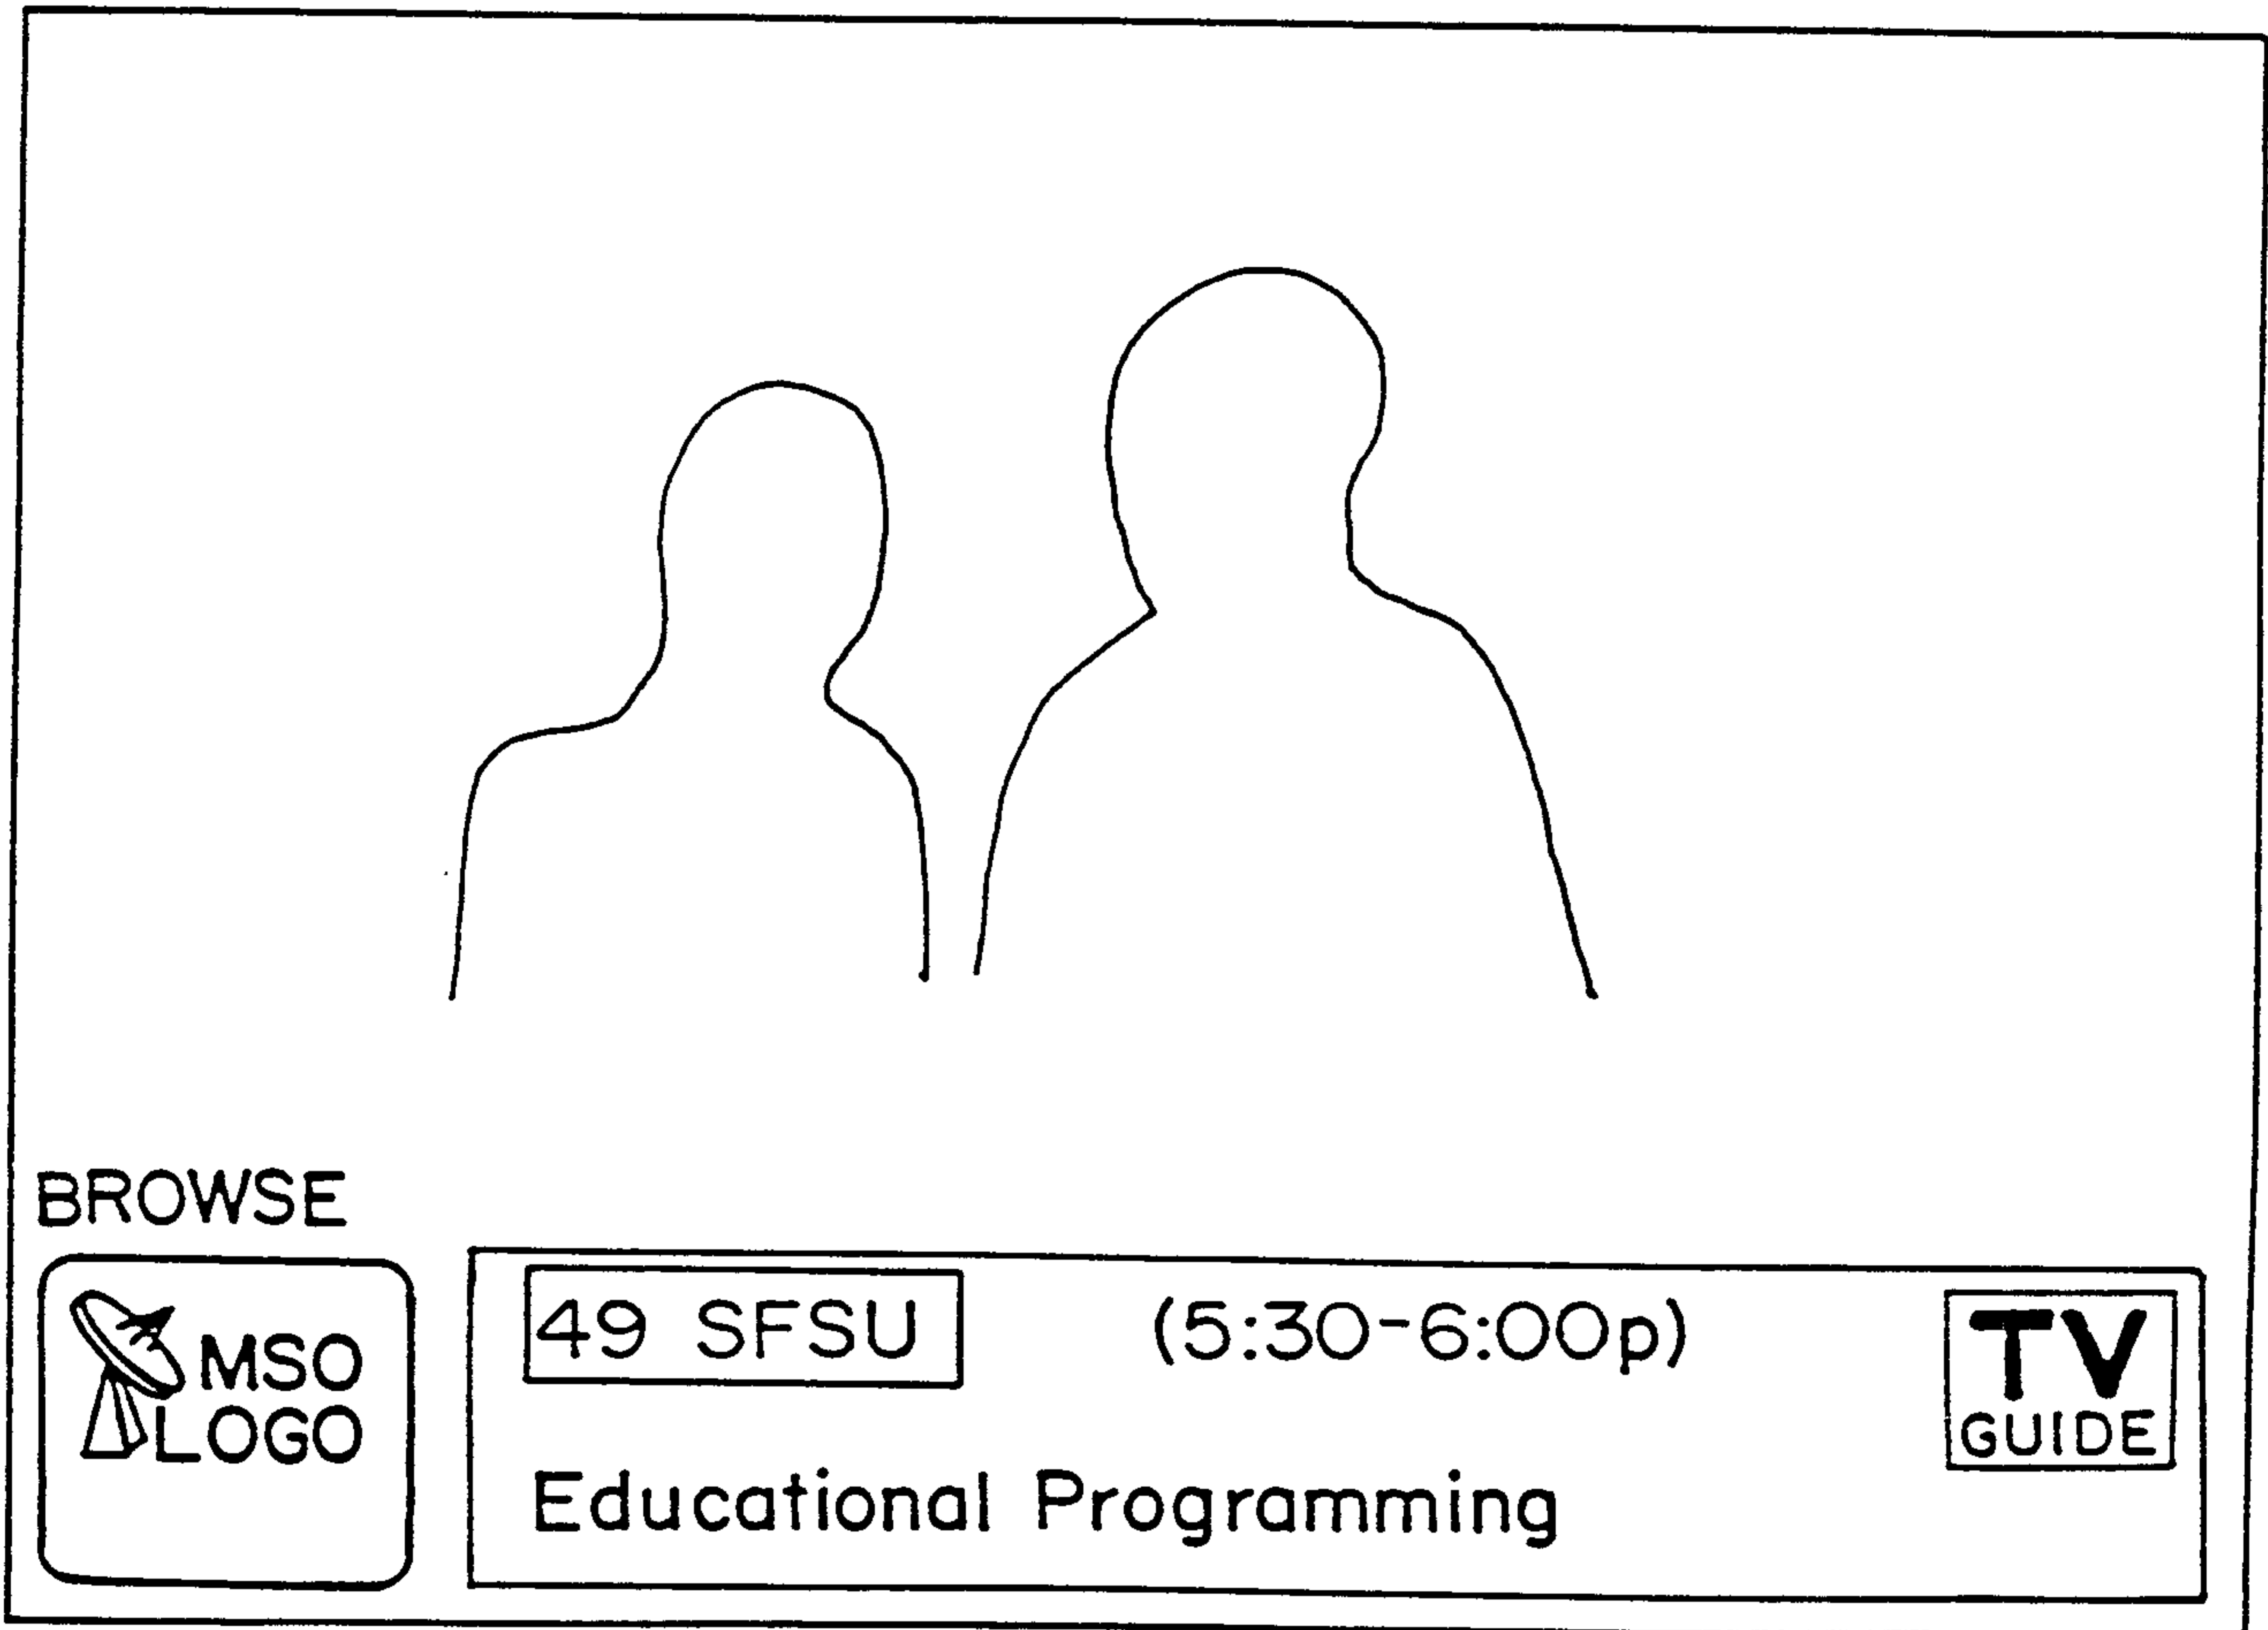 BROWSE
MSO
LOGO
49 SFSU (5:30-6:00p)
Educational Programming
TV
GUIDE